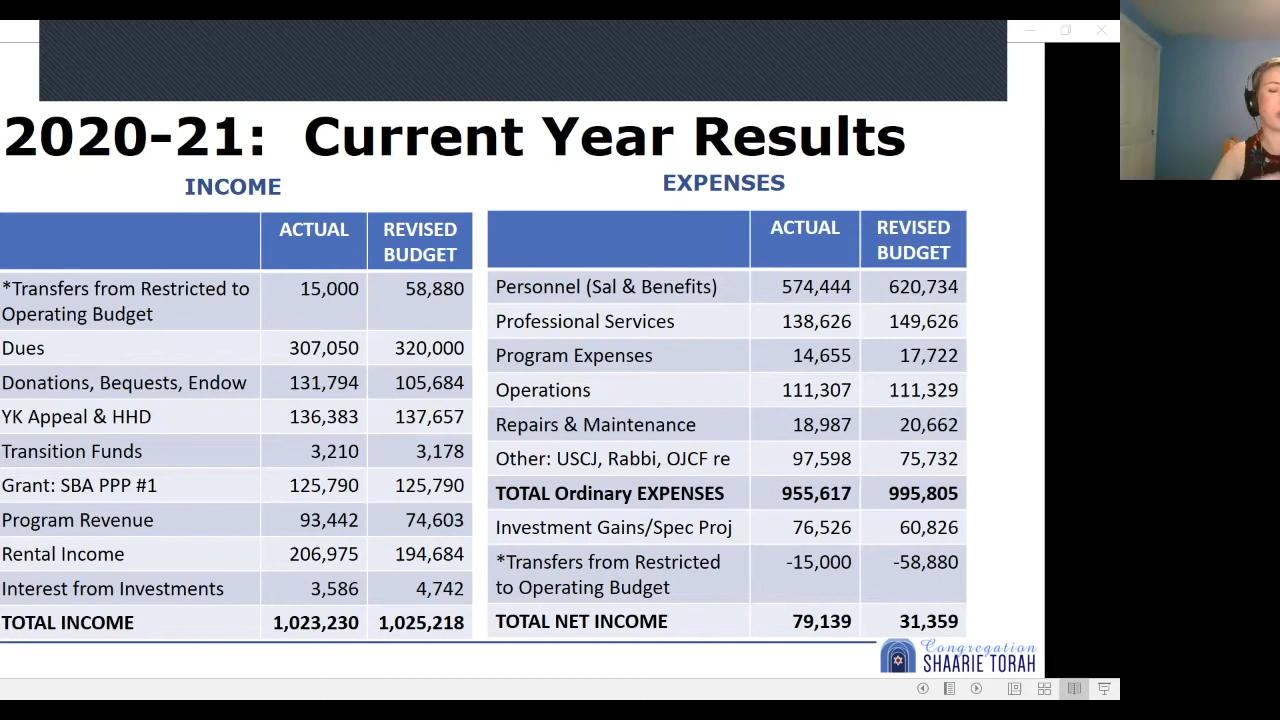 2020-21: Current Year Results
INCOME
ACTUAL REVISED
BUDGET
*Transfers from Restricted to 15,000 58,880
Operating Budget
Dues 307,050 320,000
Donations, Bequests, Endow 131,794 105,684
YK Appeal & HHD 136,383 137,657
Transition Funds 3,210 3,178
Grant: SBA PPP #1 125,790 125,790
Program Revenue 93,442 74,603
Rental Income 206,975 194,684
Interest from Investments 3,586 4,742
TOTAL INCOME 1,023,230 1,025,218
EXPENSES
ACTUAL REVISED
BUDGET
Personnel (Sal & Benefits) 574,444 620,734
Professional Services 138,626 149,626
Program Expenses 14,655 17,722
Operations 111,307 111,329
Repairs & Maintenance 18,987 20,662
Other: USCJ, Rabbi, OJCF re 97,598 75,732
TOTAL Ordinary EXPENSES 955,617 995,805
Investment Gains/Spec Proj 76,526 60,826
*Transfers from Restricted -15,000 -58,880
to Operating Budget
TOTAL NET INCOME 79,139 31,359
Congregation
SHAARIE TORAH